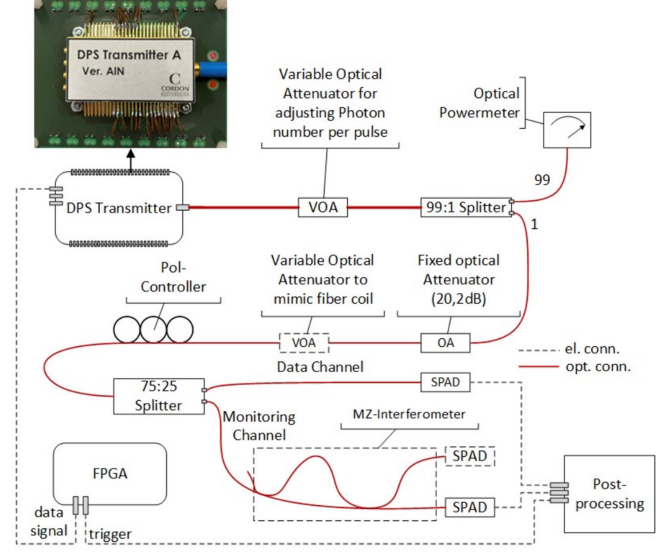 DPS Transmitter A
Ver. AIN
C
CORDON
Variable Optical
Attenuator for
adjusting Photon
number per pulse
Optical
Powermeter
99
DPS Transmitter
VOA
99:1 Splitter
1
Pol-
Controller
Variable Optical
Attenuator to
mimic fiber coil
Fixed optical
Attenuator
(20,2dB)
VOA
OA
Data Channel
el. conn.
opt. conn.
75:25
Splitter
SPAD
Monitoring
Channel
MZ-Interferometer
SPAD
FPGA
SPAD
Post-
processing
data
signal
trigger